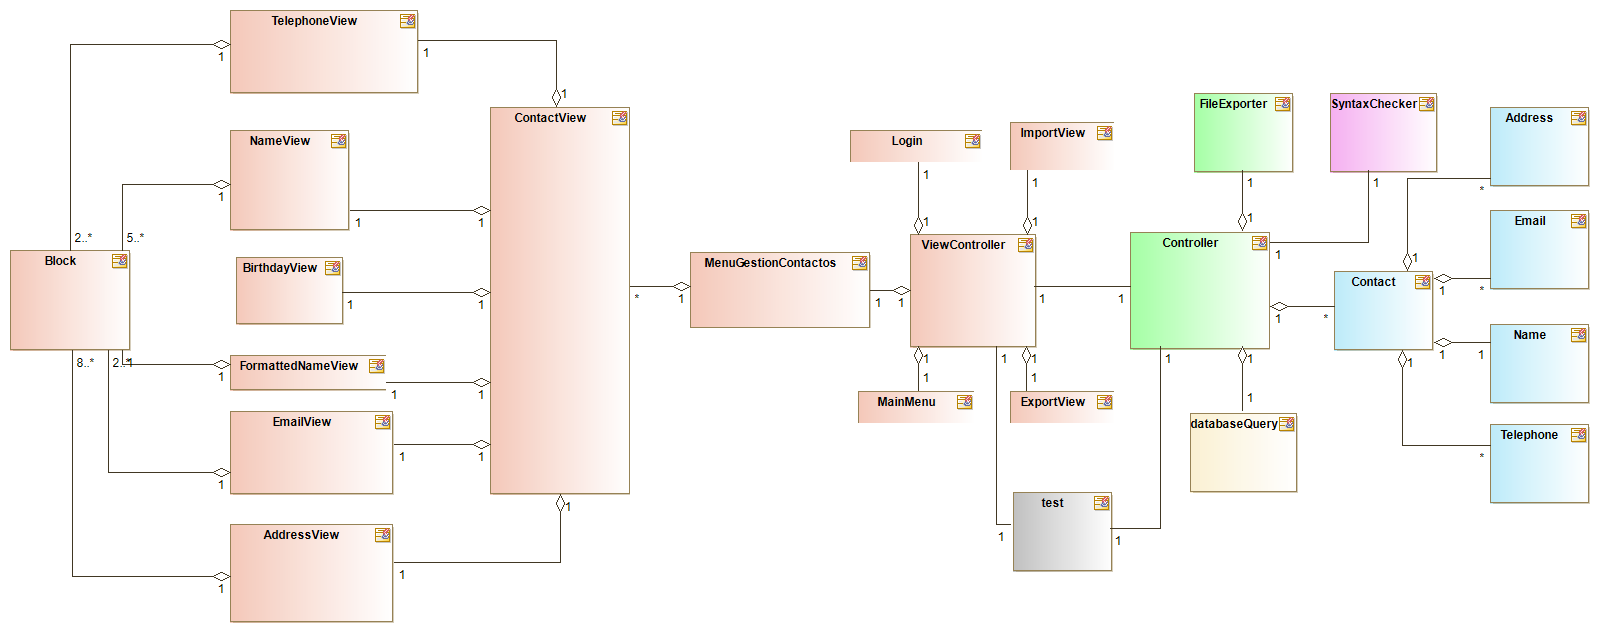 TelephoneView
1
1
1
NameView
1
1
1
2..*
5..*
Block
BirthdayView
1
1
FormattedNameView
1
1
1
8..*
2..*
1
EmailView
1
1
1
AddressView
1
1
1
ContactView
*
MenuGestionContactos
1
1
1
Login
1
1
ImportView
1
1
ViewController
1
1
1
1
1
1
MainMenu
ExportView
1
1
test
1
1
FileExporter
1
1
SyntaxChecker
1
1
Controller
1
*
1
1
databaseQuery
Contact
1
*
Address
1
*
Email
1
1
Name
1
*
Telephone